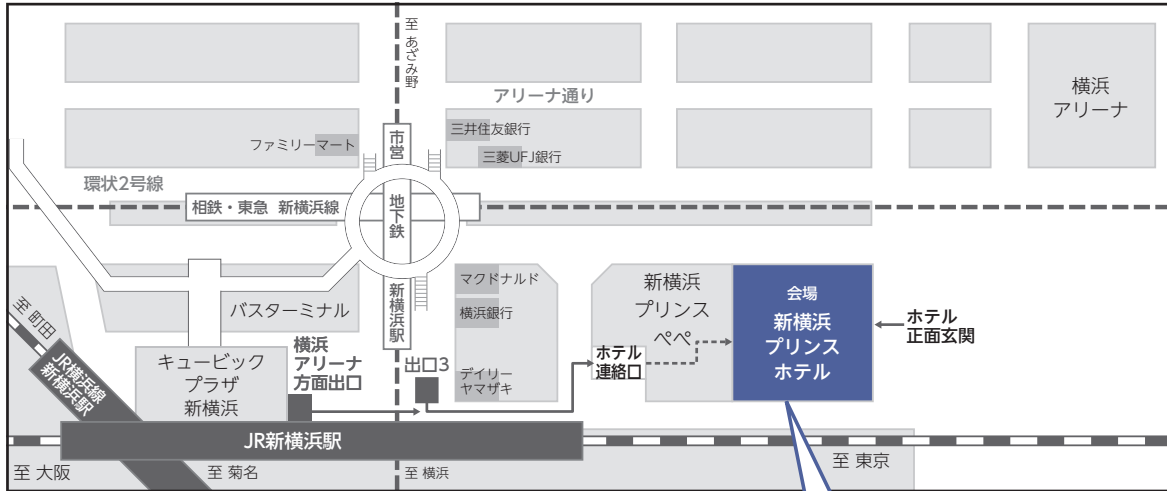 至 あざみ野
アリーナ通り
横浜
アリーナ
ファミリーマート
市営
地下鉄
新横浜駅
三井住友銀行
三菱UFJ銀行
環状2号線
相鉄・東急 新横浜線
バスターミナル
マクドナルド
横浜銀行
デイリー
ヤマザキ
新横浜
プリンス
ペペ
会場
新横浜
プリンス
ホテル
ホテル
正面玄関
ホテル
連絡口
至 町田
JR横浜線
新横浜駅
キュービック
プラザ
新横浜
横浜
アリーナ
方面出口
出口3
JR新横浜駅
至 大阪
至 菊名
至 横浜
至 東京